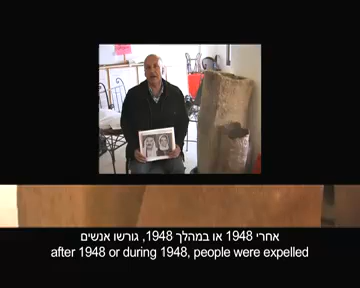 אחרי 1948 או במהלך 1948, גורשו אנשים
after 1948 or during 1948, people were expelled